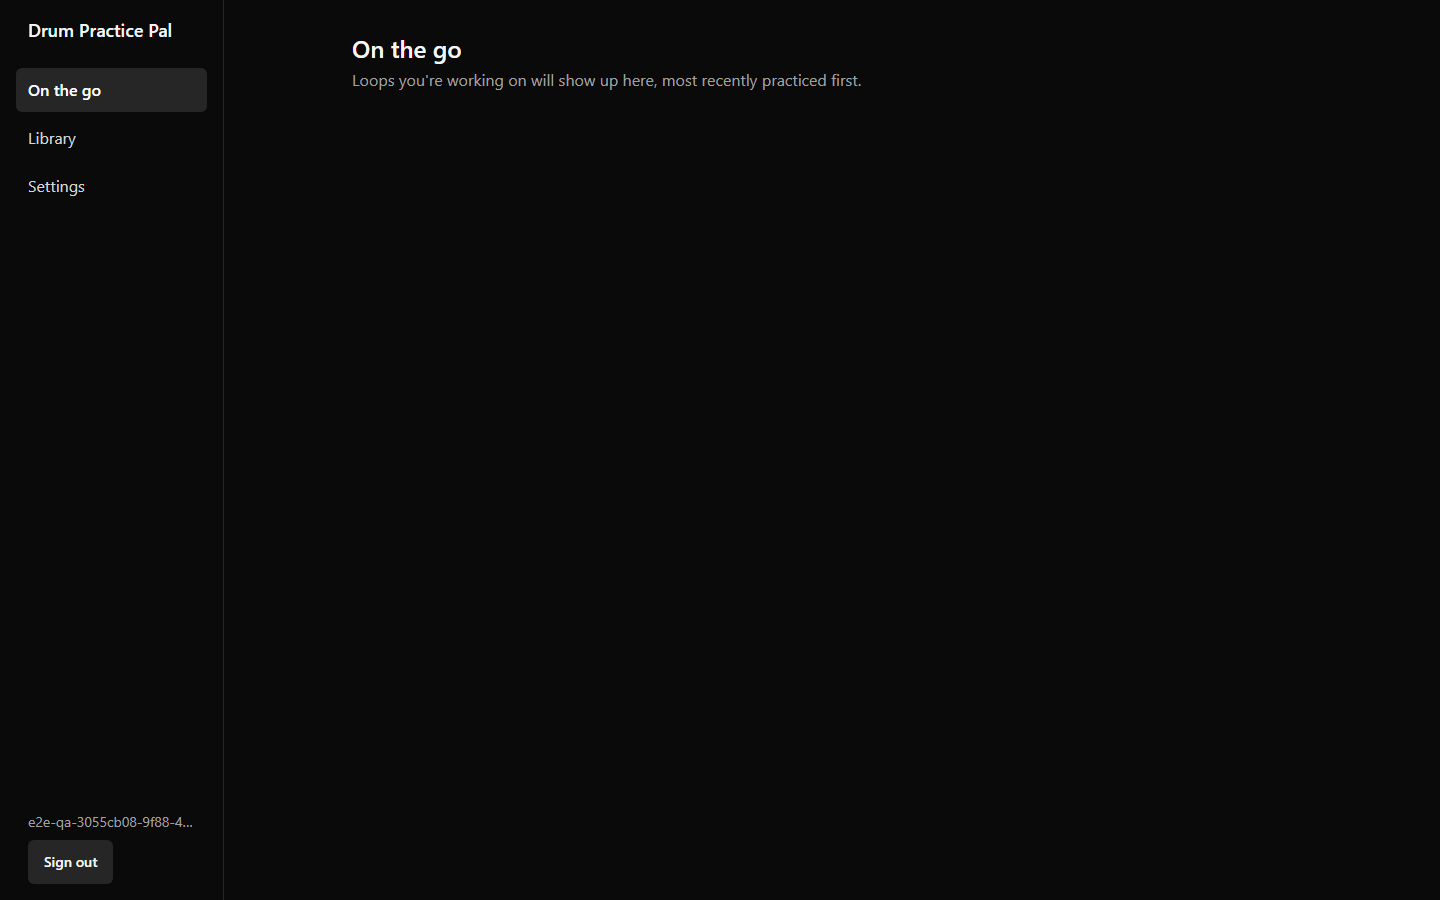 Drum Practice Pal
On the go
Library
Settings
On the go
Loops you're working on will show up here, most recently practiced first.
e2e-qa-3055cb08-9f88-4...
Sign out